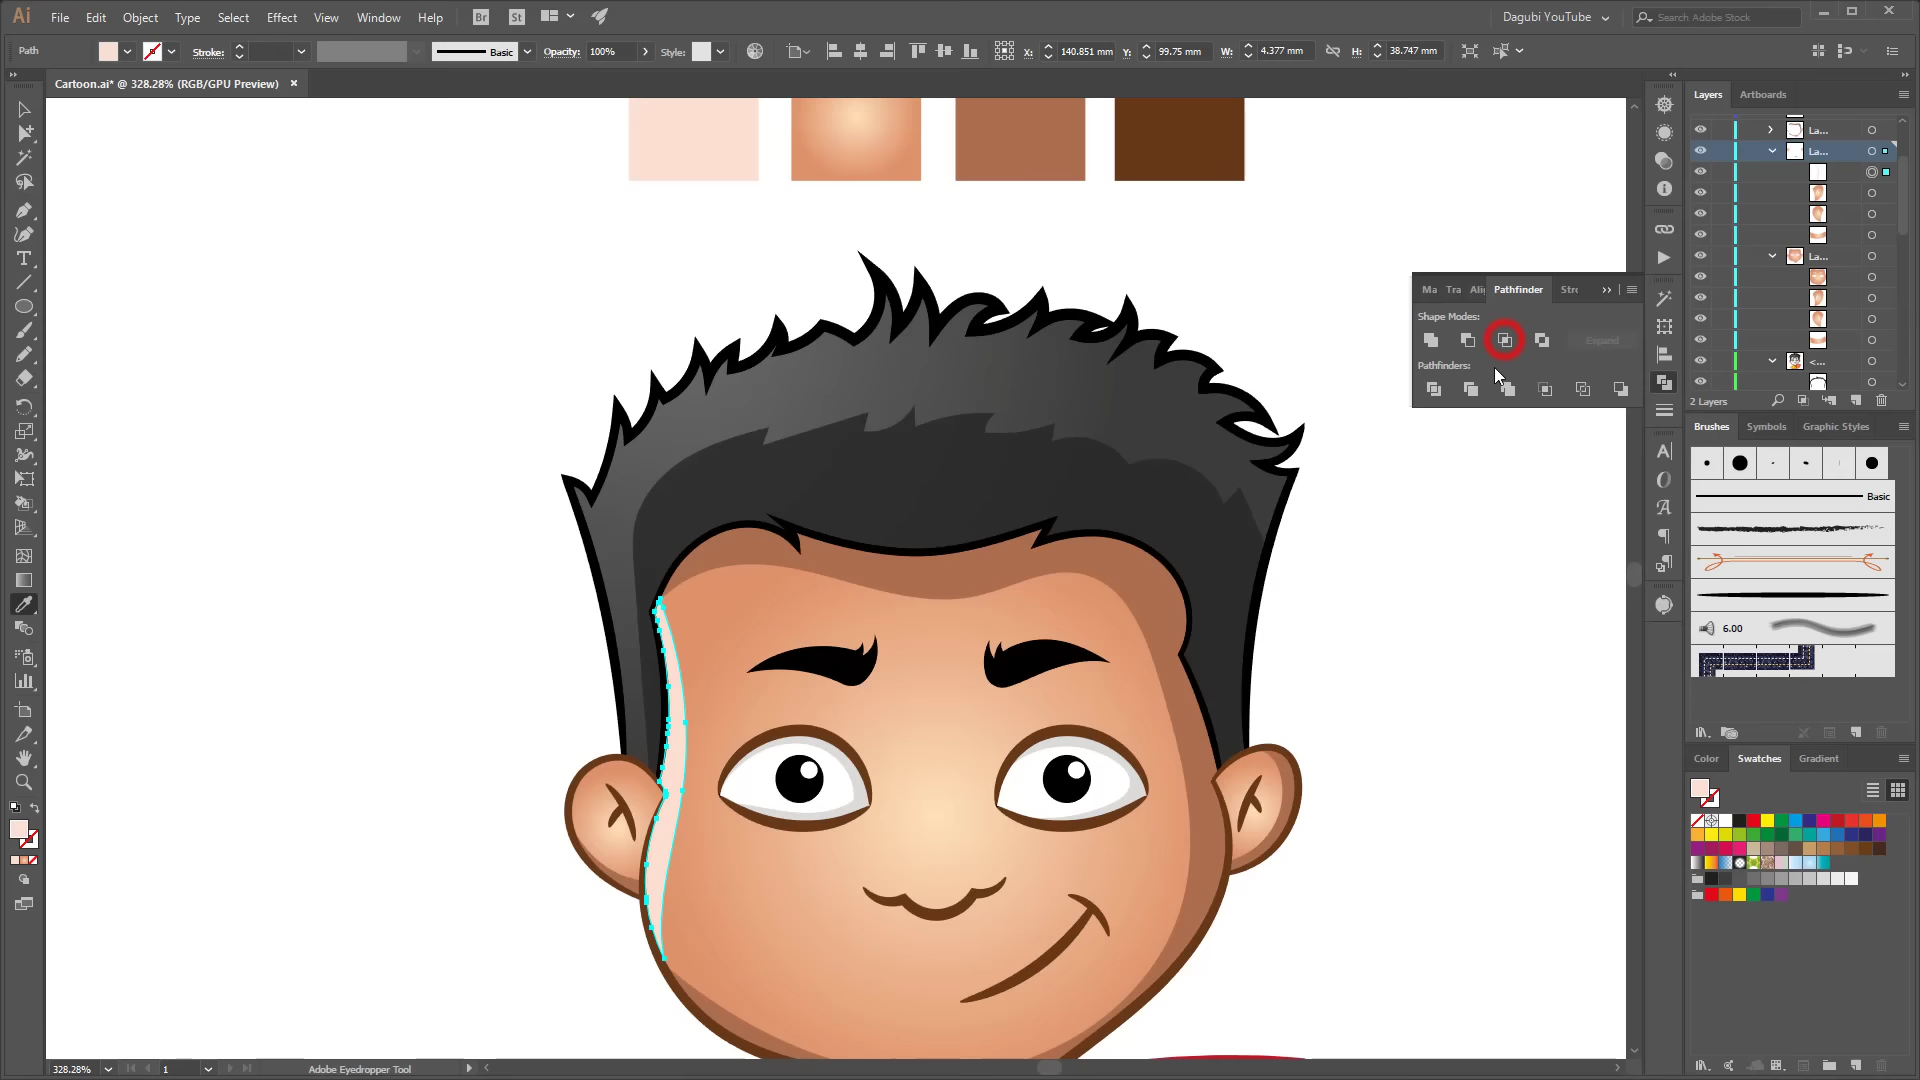 Ai File Edit Object Type Select Effect View Window Help Br St Dagubi YouTube Search Adobe Stock
Path Stroke: Basic Opacity: 100% Style: X: 140.851 mm Y: 99.75 mm W: 4.377 mm H: 38.747 mm
Cartoon.ai* @ 328.28% (RGB/GPU Preview)
Layers Artboards
La...
La...
La...
<...
2 Layers
Ma Tra Ali Pathfinder Stro
Shape Modes:
Expand
Pathfinders:
Brushes Symbols Graphic Styles
Basic
6.00
Color Swatches Gradient
328.28% 1 Adobe Eyedropper Tool